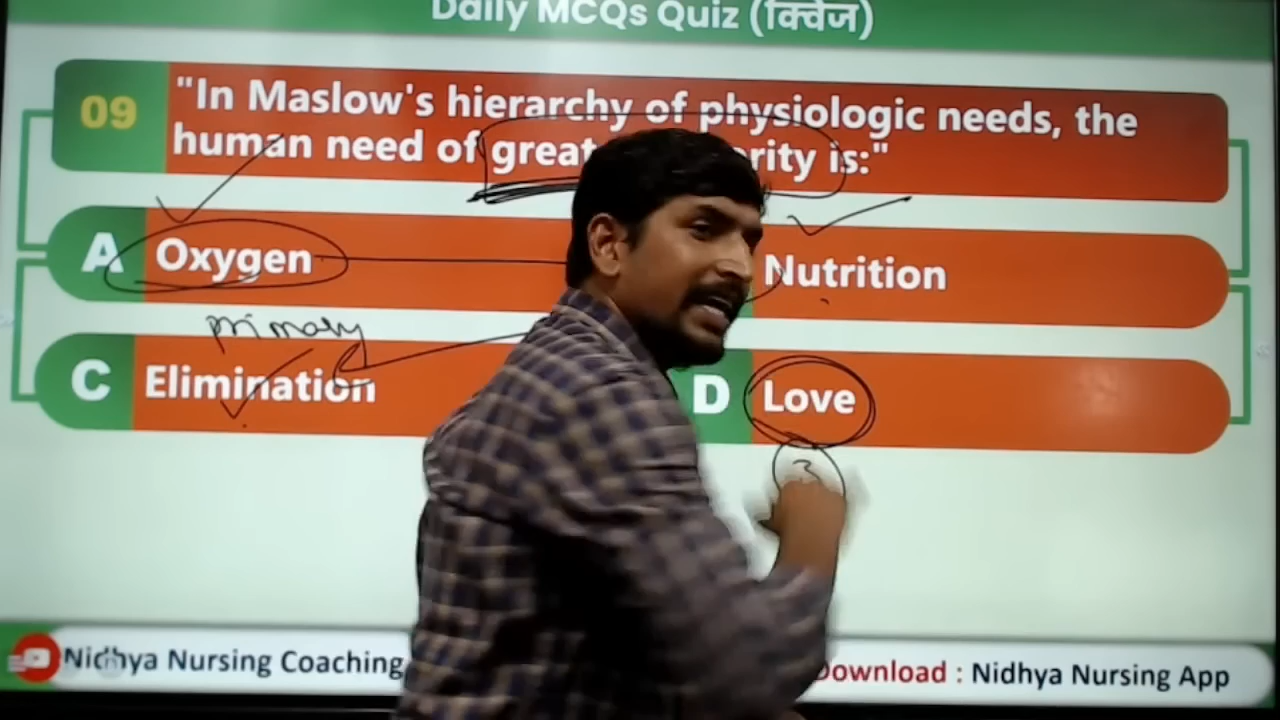 Daily MCQs Quiz (क्विज)
09
"In Maslow's hierarchy of physiologic needs, the
human need of great rity is:"
A Oxygen
Nutrition
primary
C Elimination
D Love
3
Nidhya Nursing Coaching
Download : Nidhya Nursing App